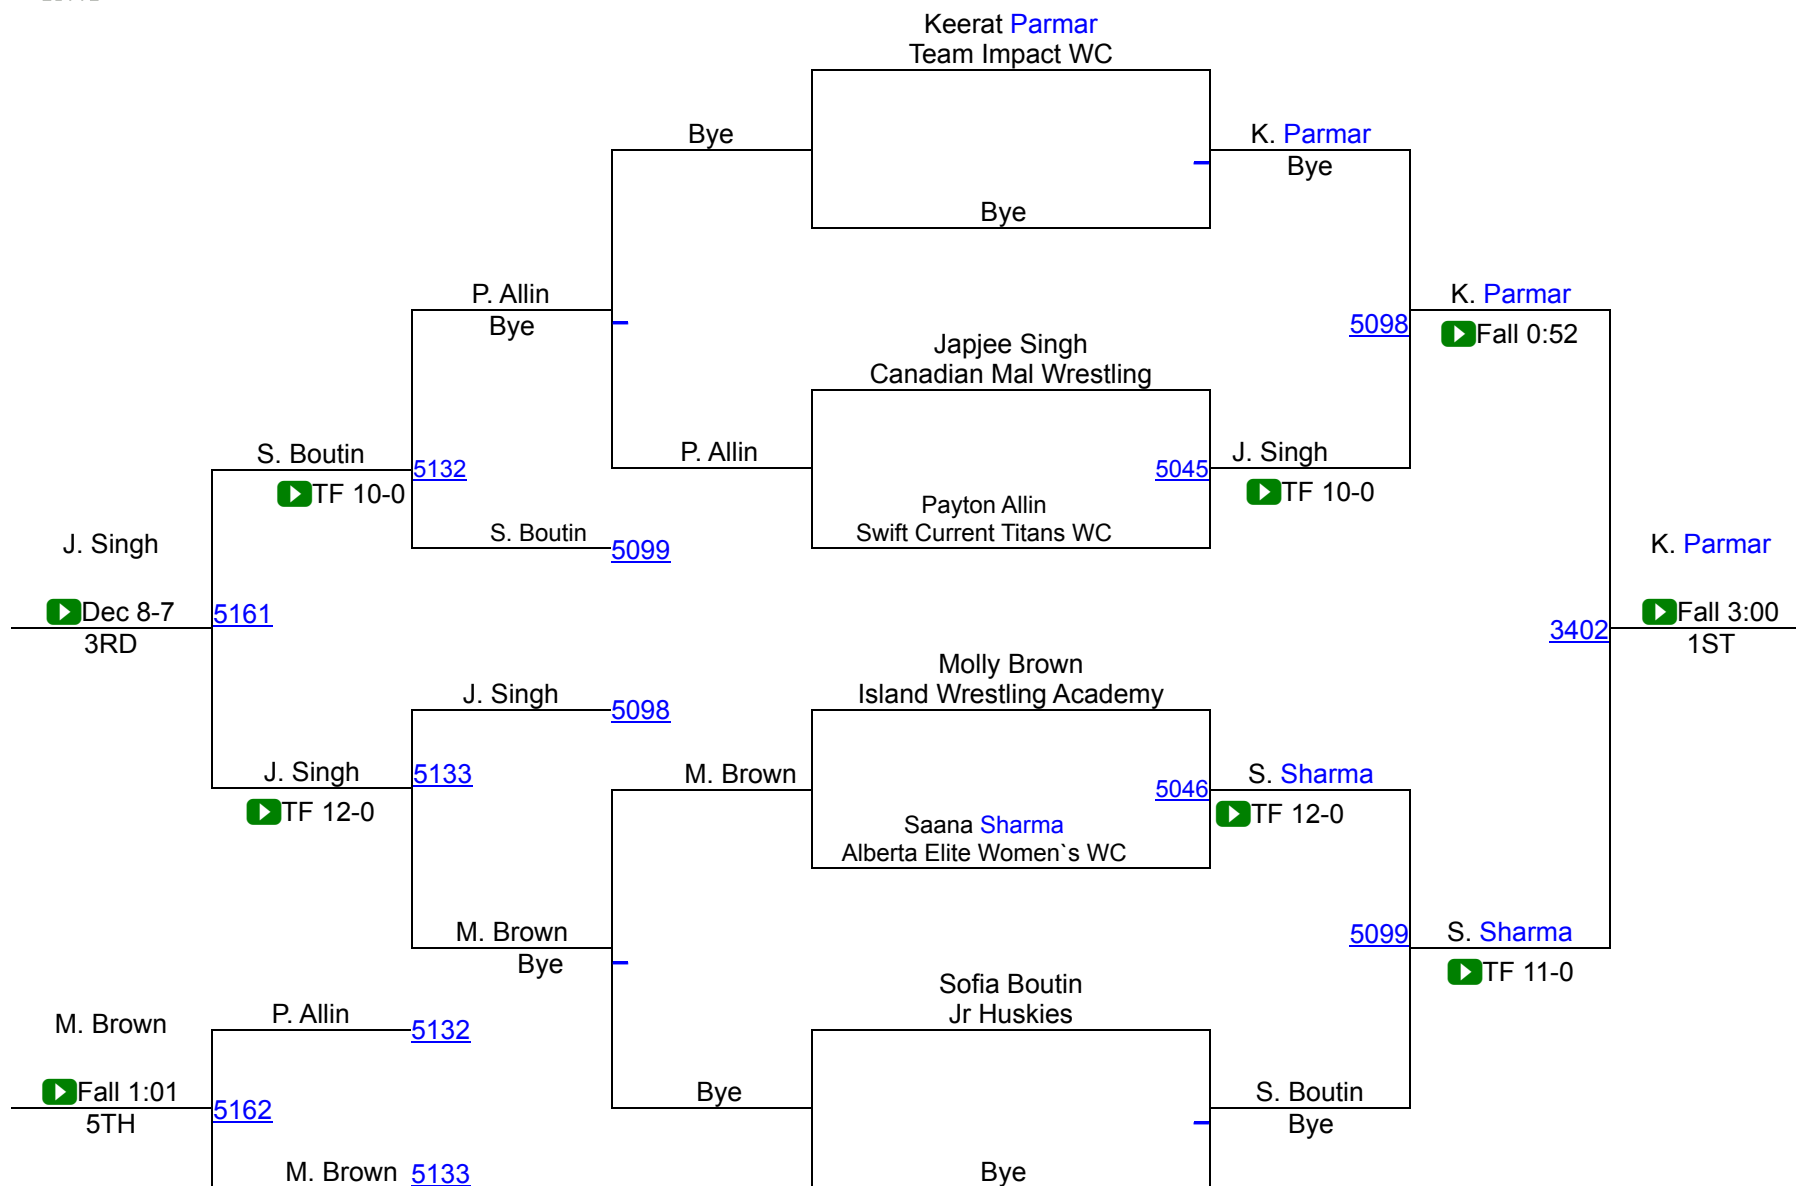 Keerat Parmar
Team Impact WC
Bye
K. Parmar
Bye
Bye
P. Allin
Bye
K. Parmar
5098
Fall 0:52
Japjee Singh
Canadian Mal Wrestling
S. Boutin
5132
TF 10-0
P. Allin
5045
J. Singh
TF 10-0
Payton Allin
Swift Current Titans WC
S. Boutin
5099
J. Singh
K. Parmar
Dec 8-7
5161
3RD
3402
Fall 3:00
1ST
Molly Brown
Island Wrestling Academy
J. Singh
5098
J. Singh
5133
TF 12-0
M. Brown
5046
S. Sharma
TF 12-0
Saana Sharma
Alberta Elite Women`s WC
M. Brown
Bye
5099
S. Sharma
TF 11-0
Sofia Boutin
Jr Huskies
M. Brown
P. Allin
5132
Fall 1:01
5162
5TH
Bye
S. Boutin
Bye
M. Brown
5133
Bye